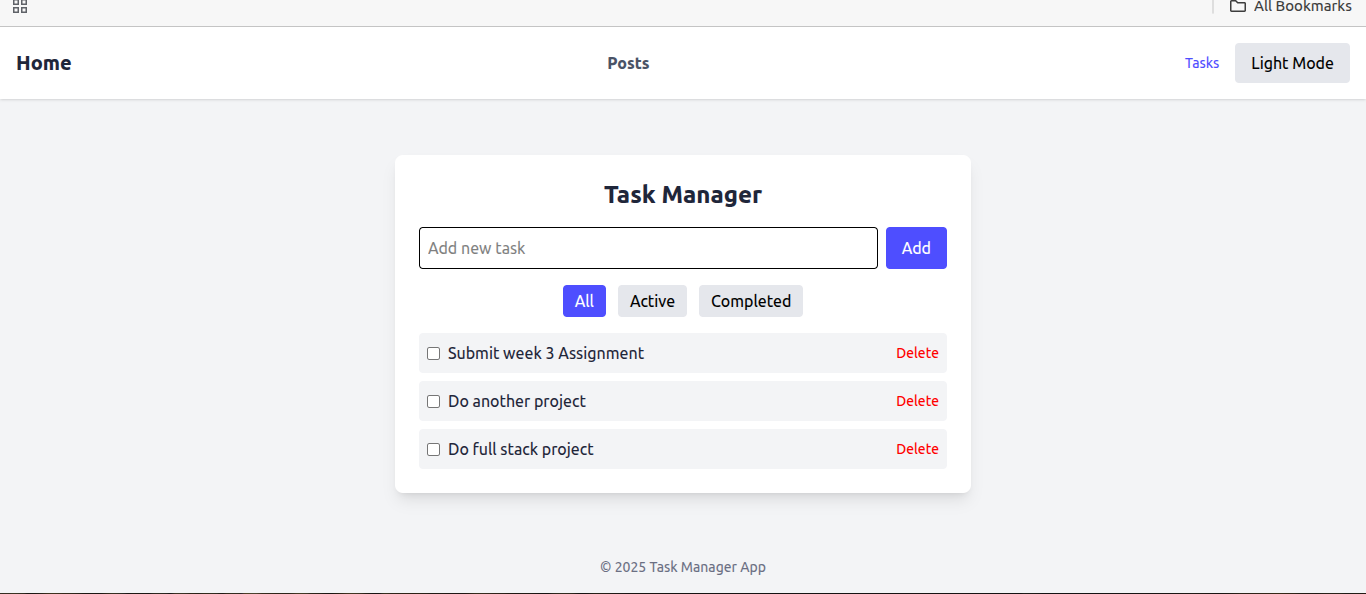 All Bookmarks
Home Posts Tasks Light Mode
Task Manager
Add new task Add
All Active Completed
Submit week 3 Assignment Delete
Do another project Delete
Do full stack project Delete
© 2025 Task Manager App